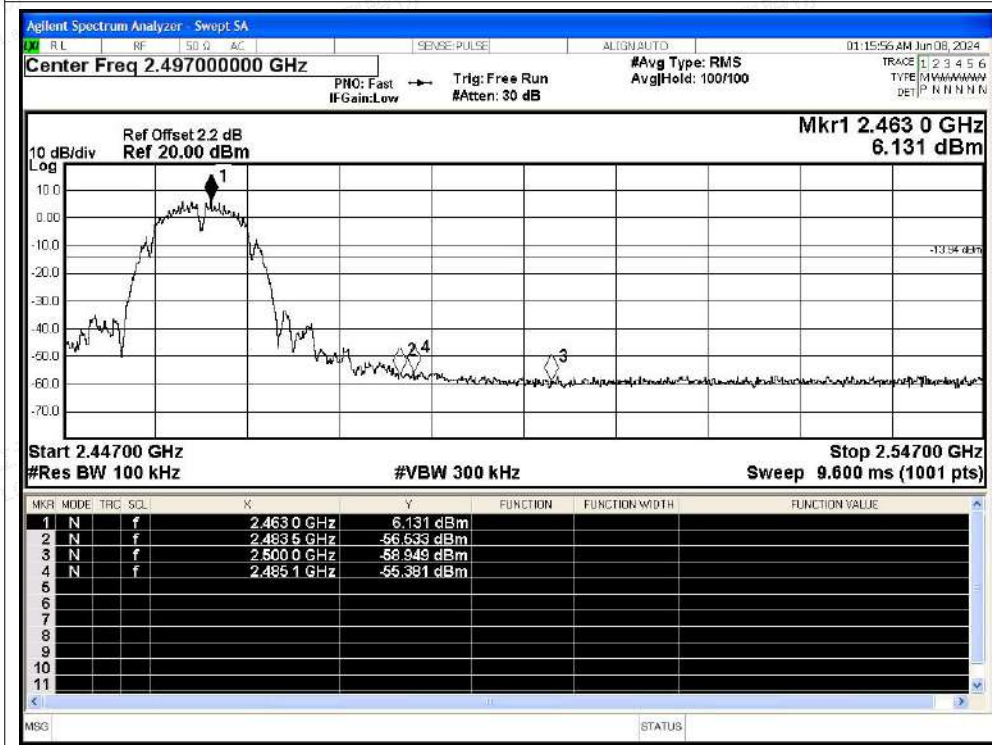 Agilent Spectrum Analyzer - Swept SA
LXI RL RF 50 Ω AC SENSE:PULSE ALIGN AUTO 01:15:56 AM Jun 08, 2024
Center Freq 2.497000000 GHz #Avg Type: RMS TRACE 1 2 3 4 5 6
PNO: Fast Trig: Free Run Avg|Hold: 100/100 TYPE MWWWWW
IFGain:Low #Atten: 30 dB DET P N N N N N
Mkr1 2.463 0 GHz
6.131 dBm
Ref Offset 2.2 dB
10 dB/div Ref 20.00 dBm
Log
1
10.0
0.00
-10.0
-13.94 dBm
-20.0
-30.0
-40.0
2 4
-50.0
3
-60.0
-70.0
Start 2.44700 GHz Stop 2.54700 GHz
#Res BW 100 kHz #VBW 300 kHz Sweep 9.600 ms (1001 pts)
MKR MODE TRC SCL X Y FUNCTION FUNCTION WIDTH FUNCTION VALUE
1 N f 2.463 0 GHz 6.131 dBm
2 N f 2.483 5 GHz -56.533 dBm
3 N f 2.500 0 GHz -58.949 dBm
4 N f 2.485 1 GHz -55.381 dBm
5
6
7
8
9
10
11
MSG STATUS